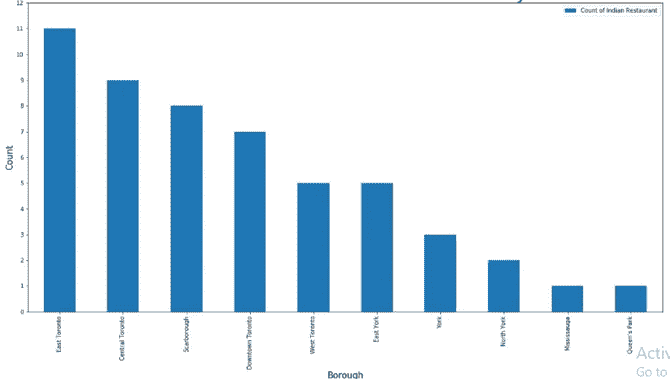 Count of Indian Restaurant
Count
12
11
10
9
8
7
6
5
4
3
2
1
0
East Toronto
Central Toronto
Scarborough
Downtown Toronto
West Toronto
East York
York
North York
Mississauga
Queen's Park
Borough
Activ
Go to